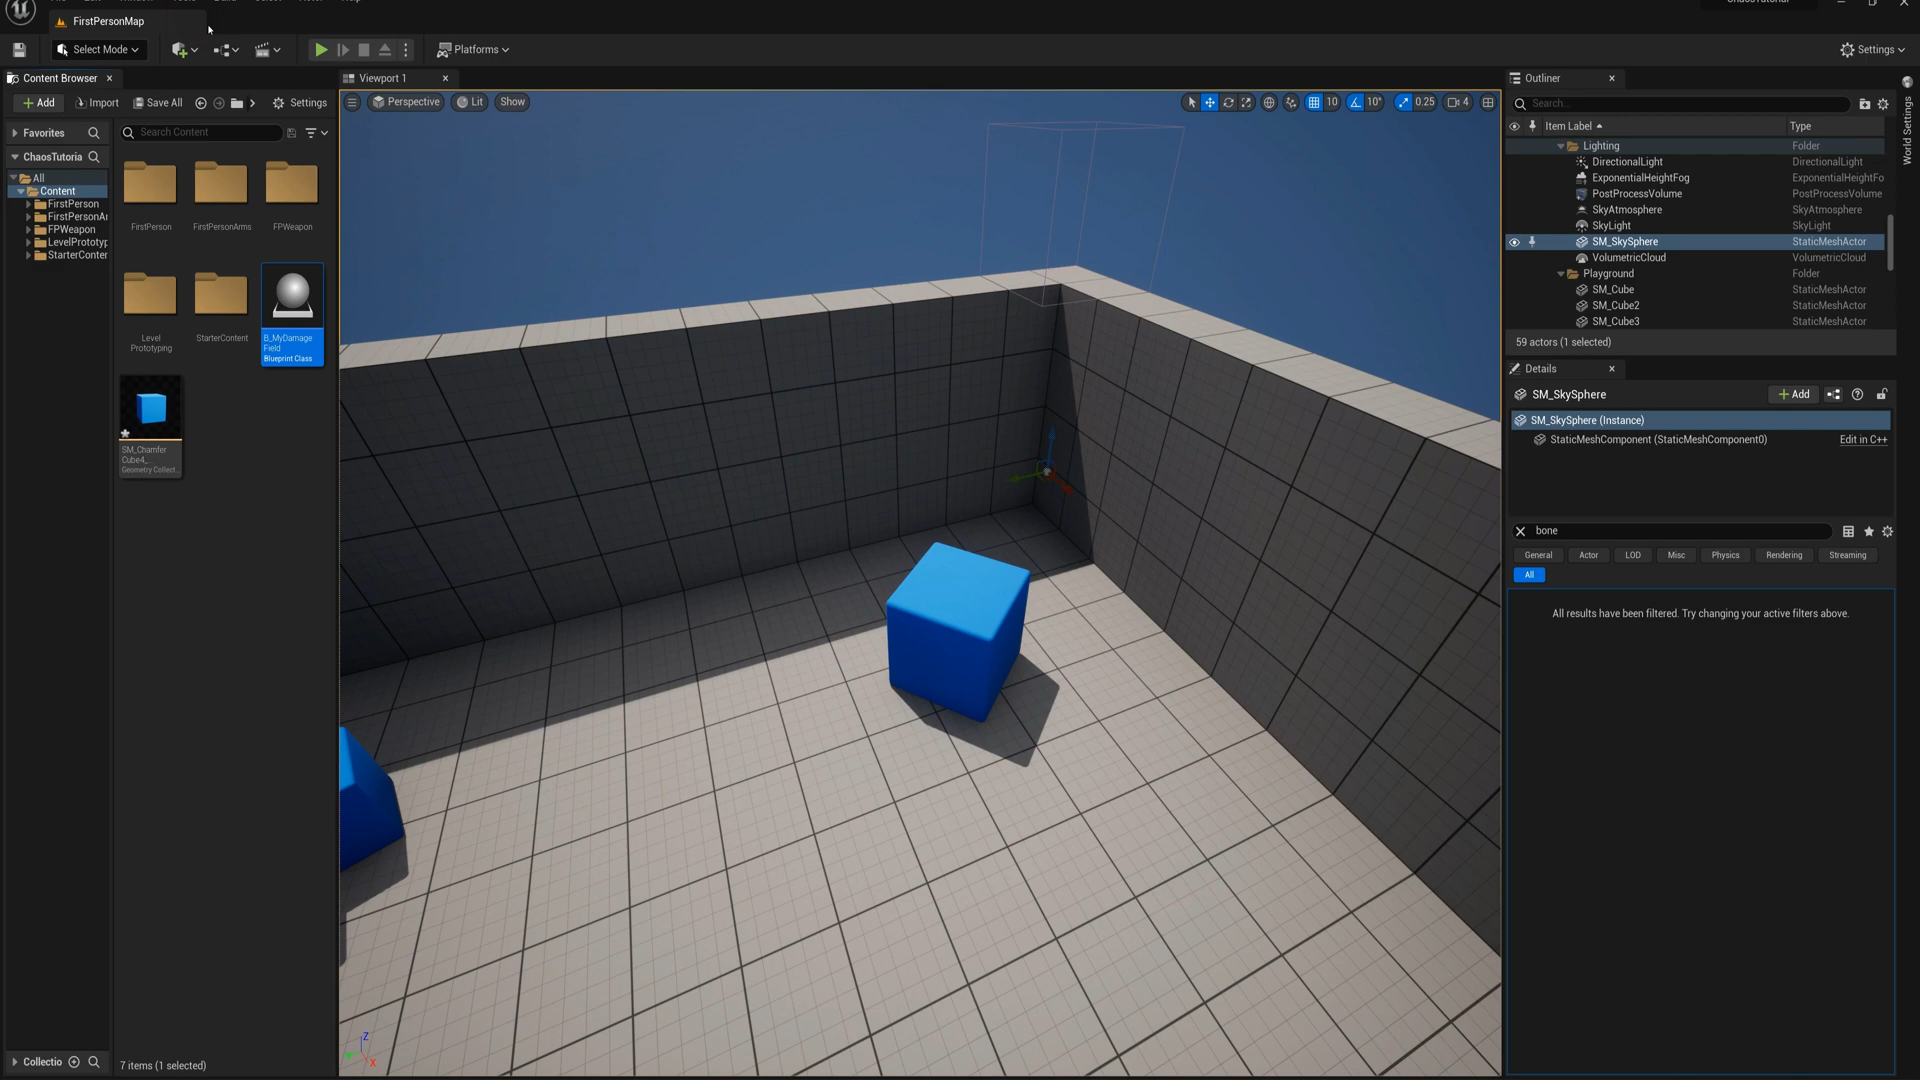 FirstPersonMap
Select Mode
Platforms
Settings
Content Browser
Add
Import
Save All
Settings
Favorites
Search Content
ChaosTutoria
All
Content
FirstPerson
FirstPersonAr
FPWeapon
LevelPrototyp
StarterConter
FirstPerson
FirstPersonArms
FPWeapon
Level
Prototyping
StarterContent
B_MyDamage
Field
Blueprint Class
SM_Chamfer
Cube4_...
Geometry Collect...
Collectio
7 items (1 selected)
Viewport 1
Perspective
Lit
Show
10
10°
0.25
4
Z
X
Outliner
Search...
Item Label
Type
Lighting
Folder
DirectionalLight
DirectionalLight
ExponentialHeightFog
ExponentialHeightFo
PostProcessVolume
PostProcessVolume
SkyAtmosphere
SkyAtmosphere
SkyLight
SkyLight
SM_SkySphere
StaticMeshActor
VolumetricCloud
VolumetricCloud
Playground
Folder
SM_Cube
StaticMeshActor
SM_Cube2
StaticMeshActor
SM_Cube3
StaticMeshActor
59 actors (1 selected)
Details
SM_SkySphere
Add
SM_SkySphere (Instance)
StaticMeshComponent (StaticMeshComponent0)
Edit in C++
bone
General
Actor
LOD
Misc
Physics
Rendering
Streaming
All
All results have been filtered. Try changing your active filters above.
World Settings